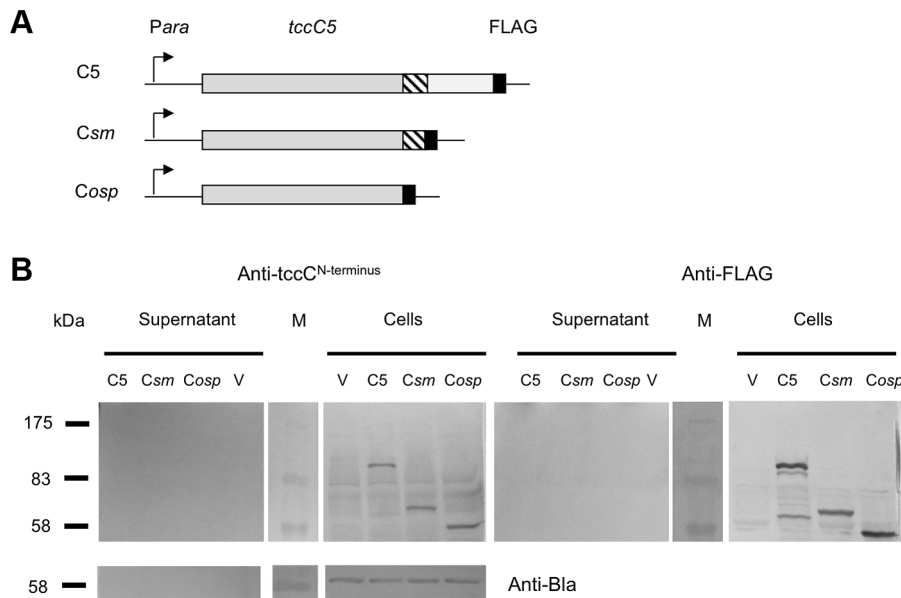 A
Para tccC5 FLAG
C5
Csm
Cosp
B
Anti-tccC^N-terminus Anti-FLAG
kDa Supernatant M Cells Supernatant M Cells
C5 Csm Cosp V V C5 Csm Cosp C5 Csm Cosp V V C5 Csm Cosp
175
83
58
58 Anti-Bla